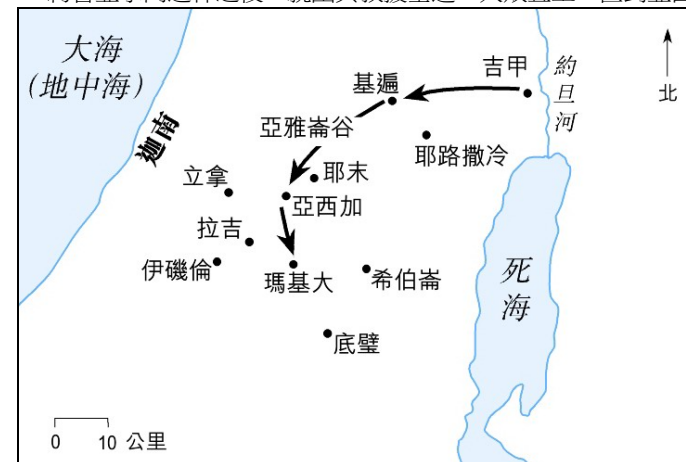 大海
(地中海)
迦南
吉甲
約旦河
北
基遍
亞雅崙谷
耶路撒冷
立拿
耶末
亞西加
拉吉
伊磯倫
瑪基大
希伯崙
死海
底璧
0 10 公里